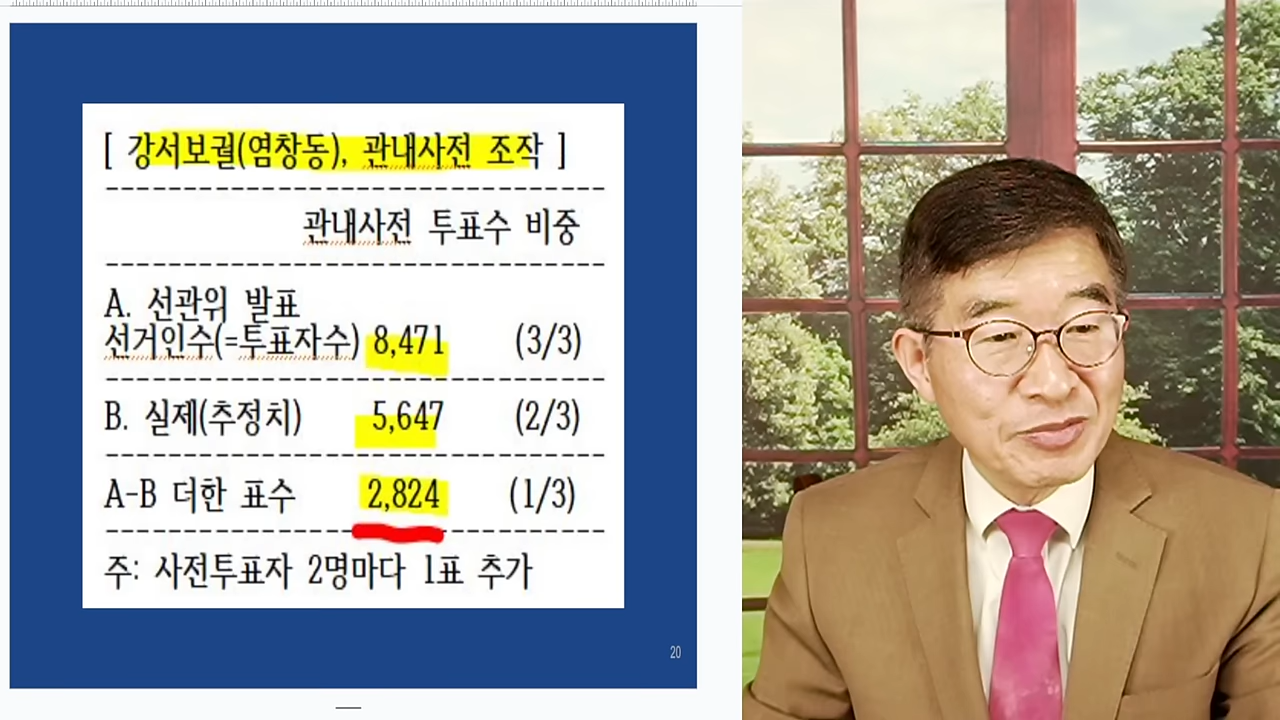 [ 강서보궐(염창동), 관내사전 조작 ]
관내사전 투표수 비중
A. 선관위 발표
선거인수(=투표자수) 8,471 (3/3)
B. 실제(추정치) 5,647 (2/3)
A-B 더한 표수 2,824 (1/3)
주: 사전투표자 2명마다 1표 추가
20